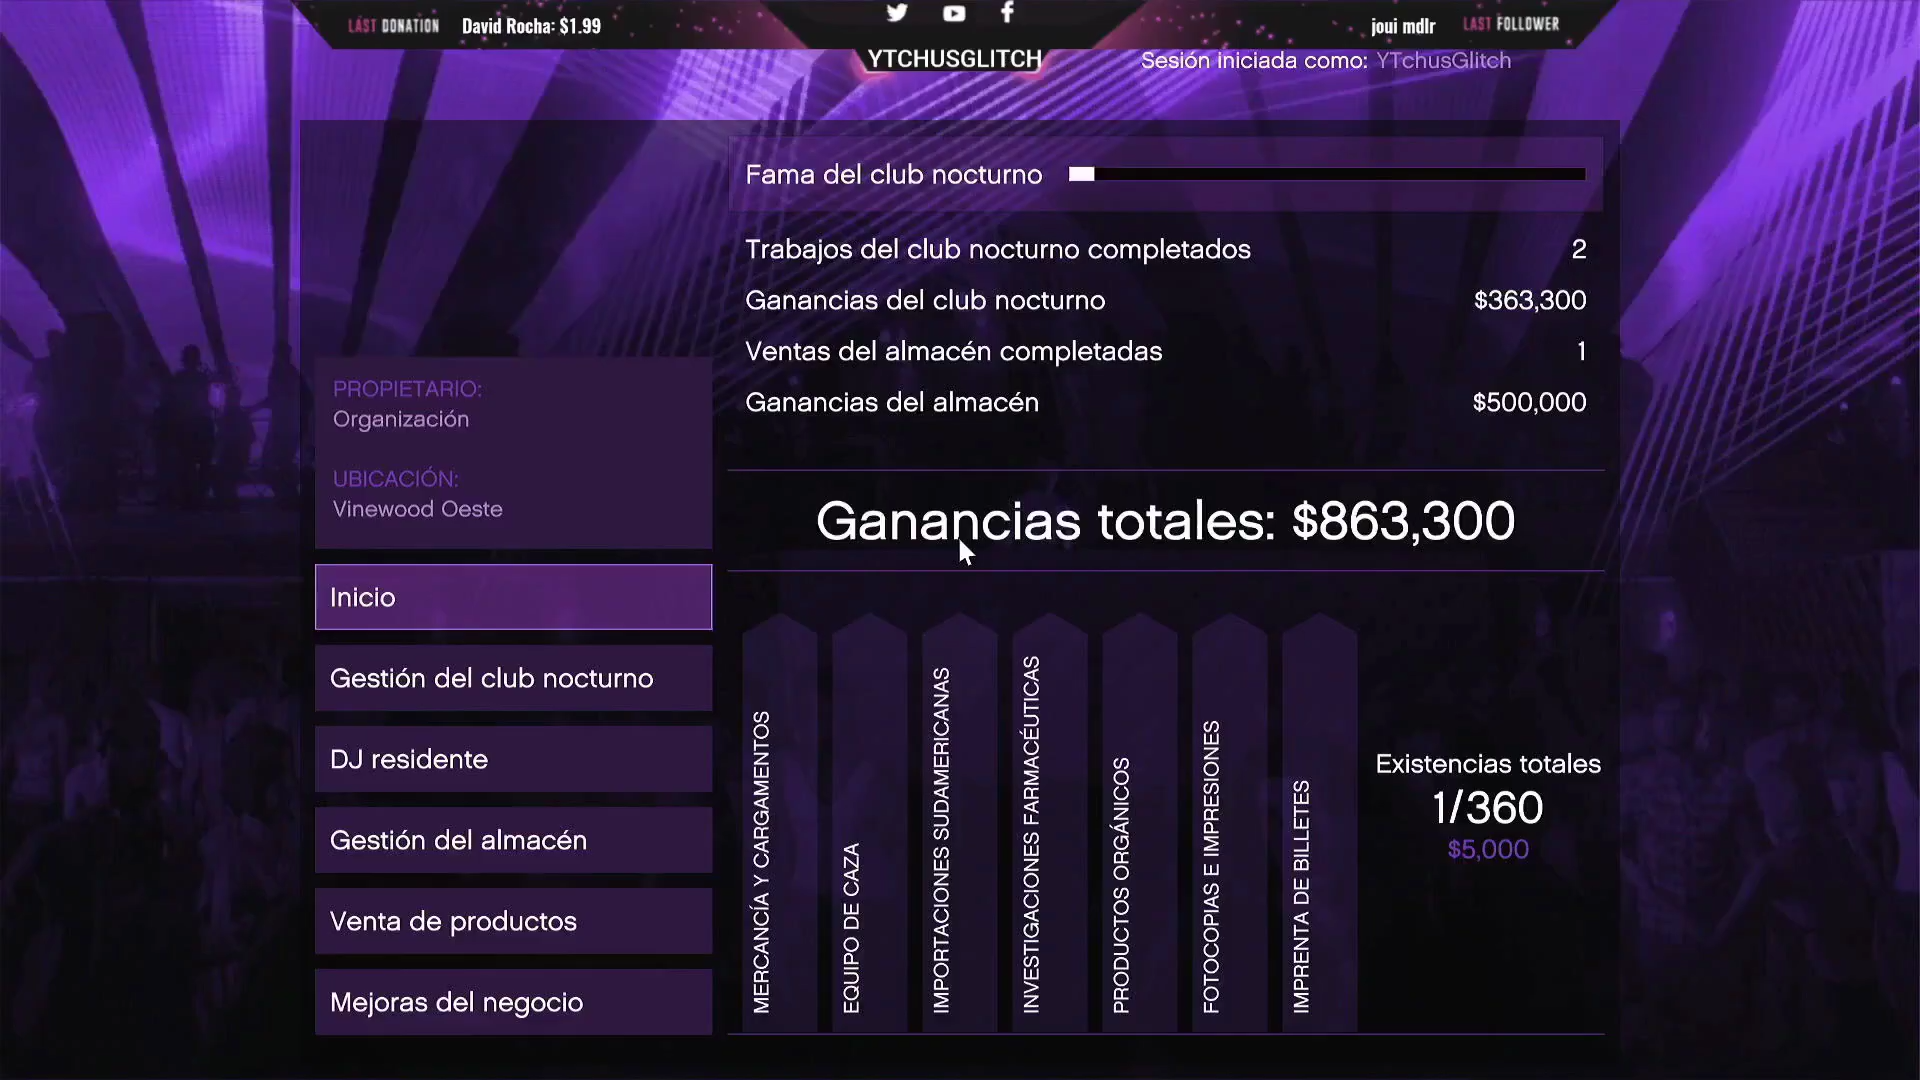 LAST DONATION
David Rocha: $1.99
joui mdlr
LAST FOLLOWER
YTCHUSGLITCH
Sesión iniciada como: YTchusGlitch
Fama del club nocturno
Trabajos del club nocturno completados 2
Ganancias del club nocturno $363,300
Ventas del almacén completadas 1
Ganancias del almacén $500,000
Ganancias totales: $863,300
PROPIETARIO:
Organización
UBICACIÓN:
Vinewood Oeste
Inicio
Gestión del club nocturno
DJ residente
Gestión del almacén
Venta de productos
Mejoras del negocio
MERCANCÍA Y CARGAMENTOS
EQUIPO DE CAZA
IMPORTACIONES SUDAMERICANAS
INVESTIGACIONES FARMACÉUTICAS
PRODUCTOS ORGÁNICOS
FOTOCOPIAS E IMPRESIONES
IMPRENTA DE BILLETES
Existencias totales
1/360
$5,000